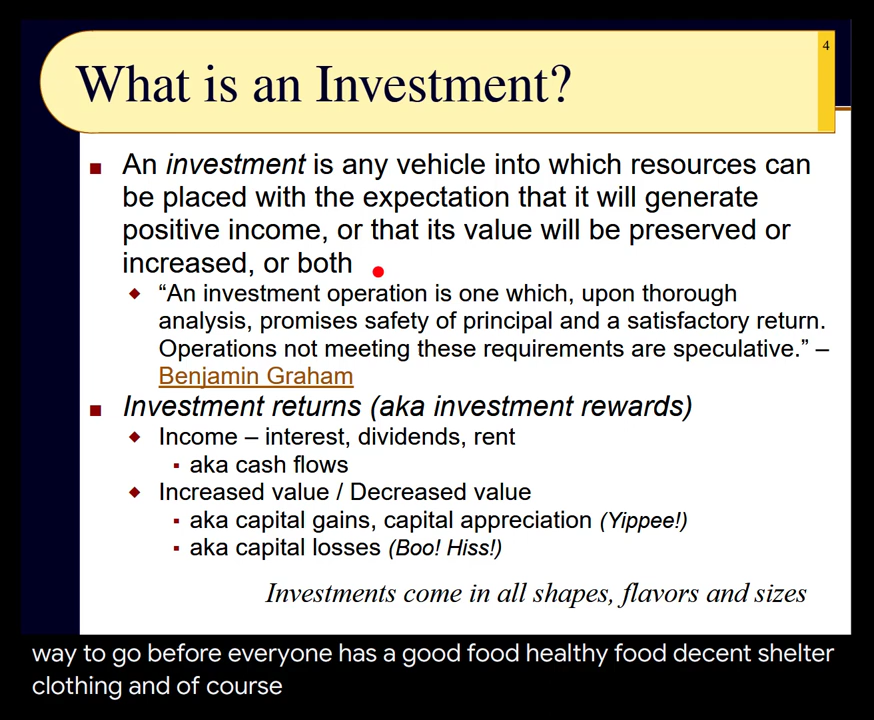 4
What is an Investment?
■ An investment is any vehicle into which resources can
be placed with the expectation that it will generate
positive income, or that its value will be preserved or
increased, or both
◆ “An investment operation is one which, upon thorough
analysis, promises safety of principal and a satisfactory return.
Operations not meeting these requirements are speculative.” –
Benjamin Graham
■ Investment returns (aka investment rewards)
◆ Income – interest, dividends, rent
▪ aka cash flows
◆ Increased value / Decreased value
▪ aka capital gains, capital appreciation (Yippee!)
▪ aka capital losses (Boo! Hiss!)
Investments come in all shapes, flavors and sizes
way to go before everyone has a good food healthy food decent shelter
clothing and of course